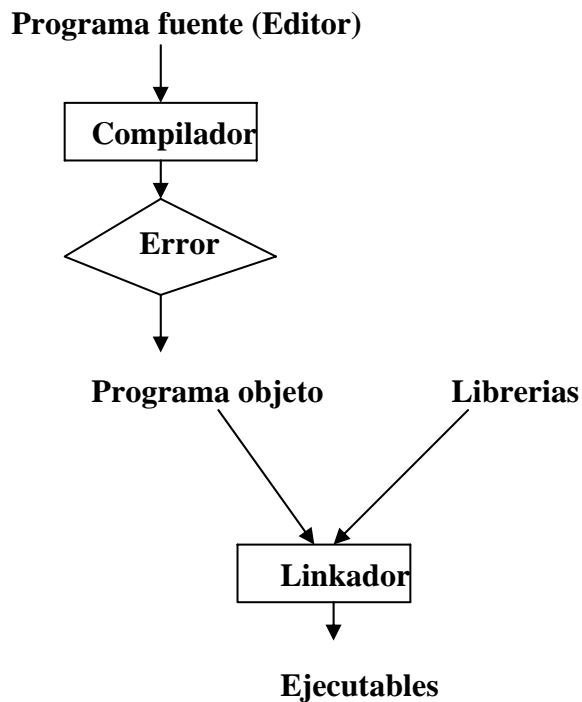 Programa fuente (Editor)
Compilador
Error
Programa objeto
Librerias
Linkador
Ejecutables